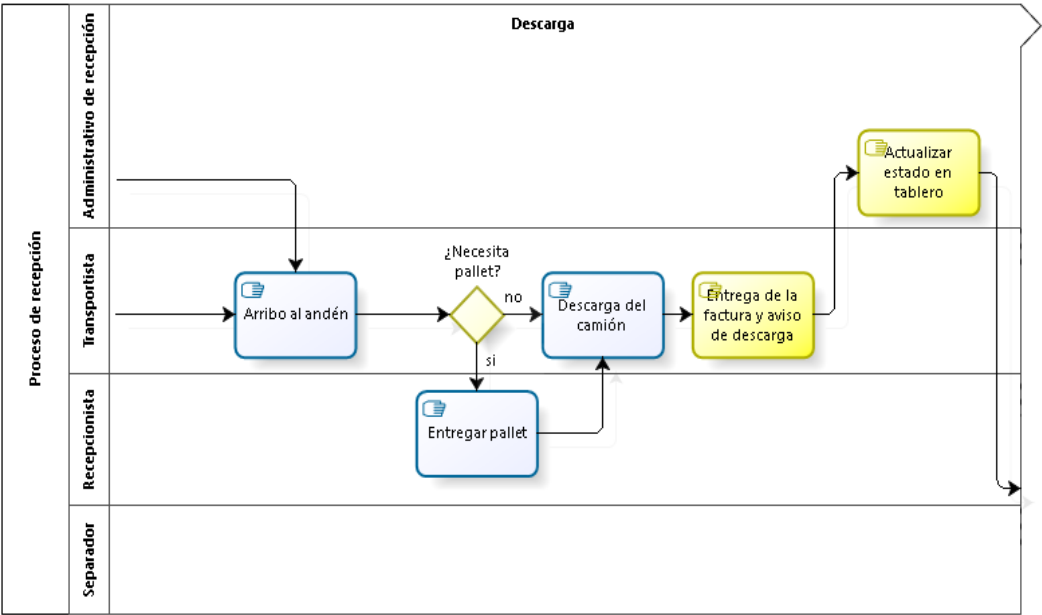 Descarga
Proceso de recepción
Administrativo de recepción
Actualizar
estado en
tablero
Transportista
Arribo al andén
¿Necesita
pallet?
no
si
Descarga del
camión
Entrega de la
factura y aviso
de descarga
Recepcionista
Entregar pallet
Separador